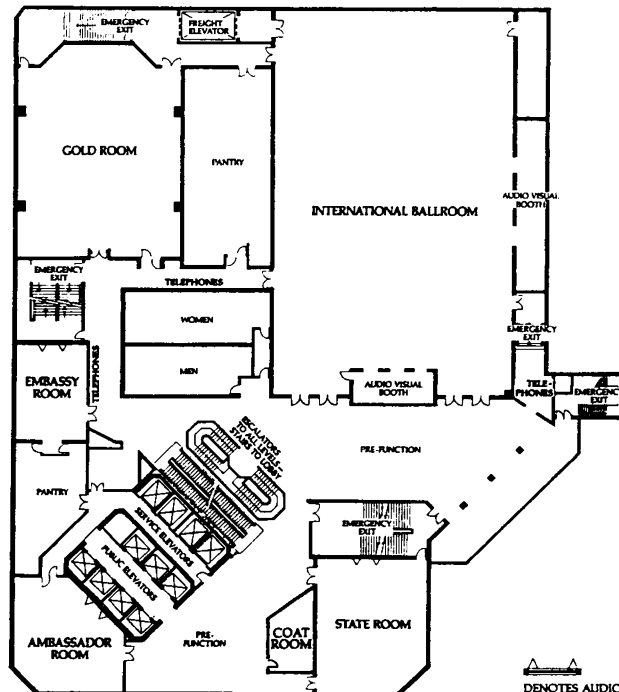 EMERGENCY
EXIT
FREIGHT
ELEVATOR
GOLD ROOM
PANTRY
INTERNATIONAL BALLROOM
AUDIO VISUAL
BOOTH
EMERGENCY
EXIT
TELEPHONES
WOMEN
MEN
EMERGENCY
EXIT
EMBASSY
ROOM
TELEPHONES
AUDIO VISUAL
BOOTH
TELE-
PHONES
EMERGENCY
EXIT
ESCALATORS
TO ALL LEVELS—
STAIRS TO LOBBY
PRE-FUNCTION
PANTRY
SERVICE ELEVATORS
PUBLIC ELEVATORS
EMERGENCY
EXIT
AMBASSADOR
ROOM
PRE-
FUNCTION
COAT
ROOM
STATE ROOM
DENOTES AUDIO